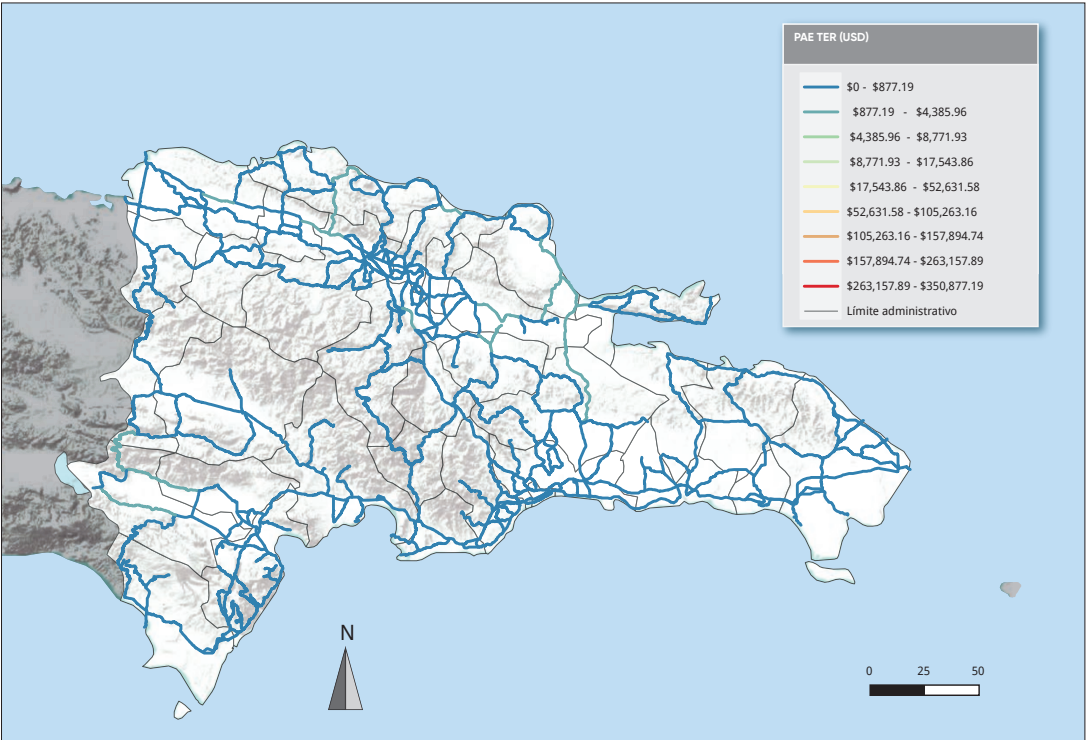 PAE TER (USD)
$0 - $877.19
$877.19 - $4,385.96
$4,385.96 - $8,771.93
$8,771.93 - $17,543.86
$17,543.86 - $52,631.58
$52,631.58 - $105,263.16
$105,263.16 - $157,894.74
$157,894.74 - $263,157.89
$263,157.89 - $350,877.19
Límite administrativo
N
0 25 50